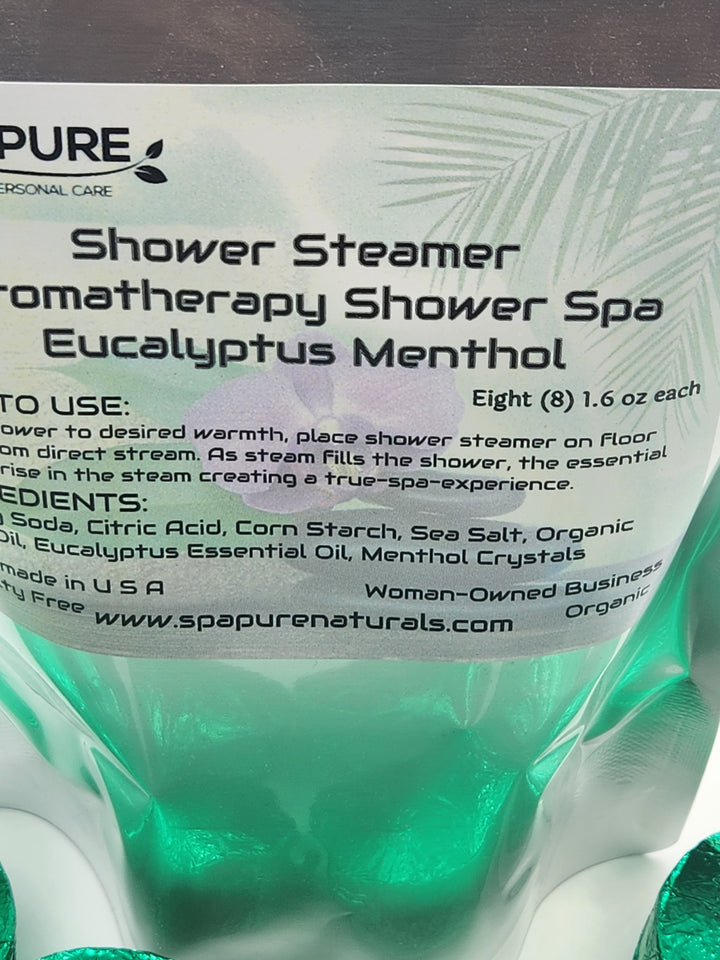 PURE
ERSONAL CARE
Shower Steamer
romatherapy Shower Spa
Eucalyptus Menthol
Eight (8) 1.6 oz each
TO USE:
ower to desired warmth, place shower steamer on floor
om direct stream. As steam fills the shower, the essential
rise in the steam creating a true-spa-experience.
EDIENTS:
Soda, Citric Acid, Corn Starch, Sea Salt, Organic
Oil, Eucalyptus Essential Oil, Menthol Crystals
made in U S A
Woman-Owned Business
ty Free www.spapurenaturals.com Organic